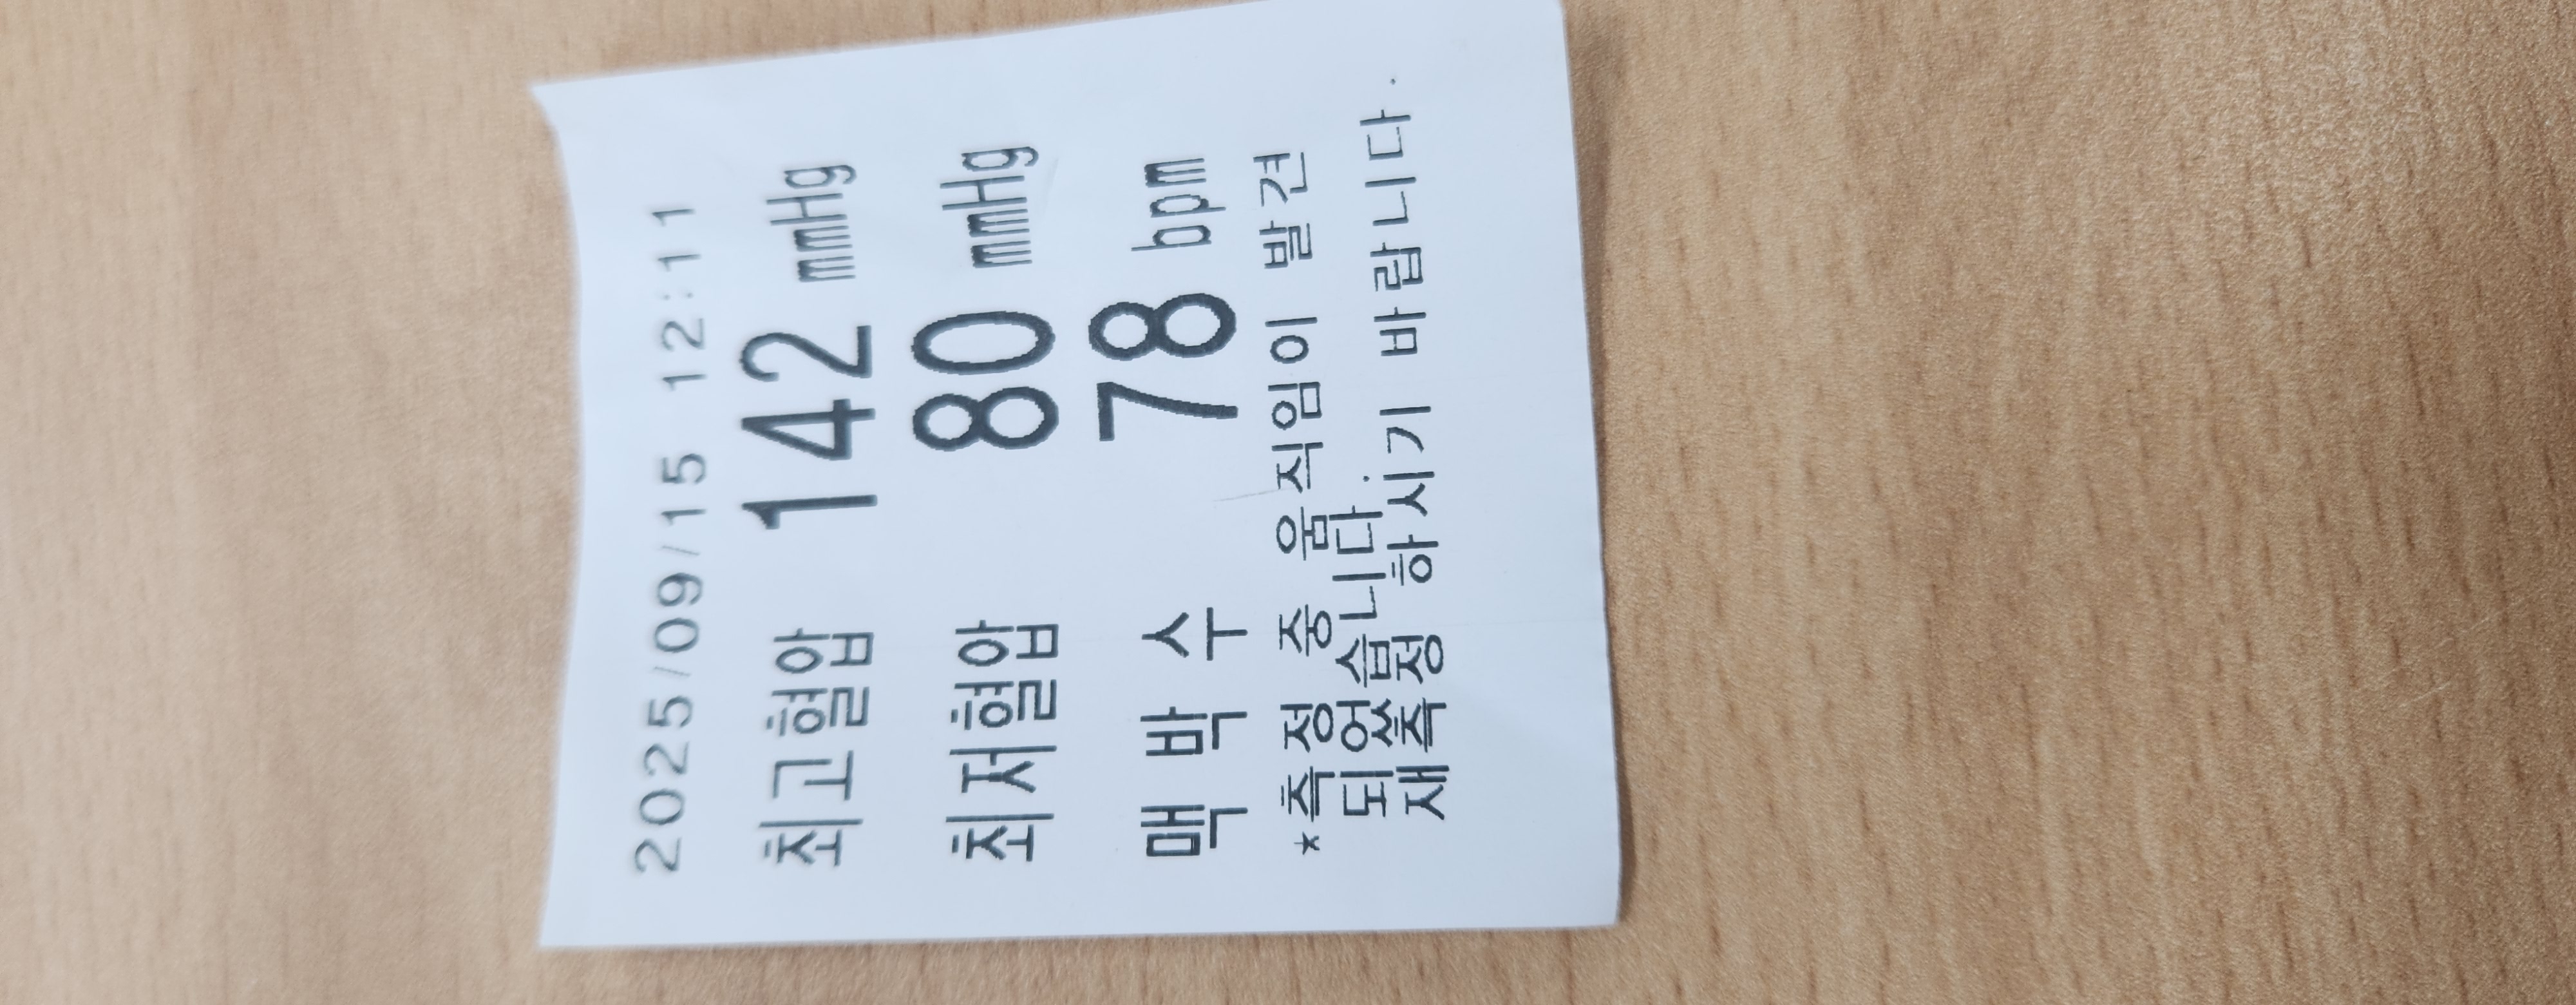 2025/09/15 12:11
최고혈압 142 mmHg
최저혈압 80 mmHg
맥박수 78 bpm
*측정 중 움직임이 발견
되었습니다.
재측정 하시기 바랍니다.